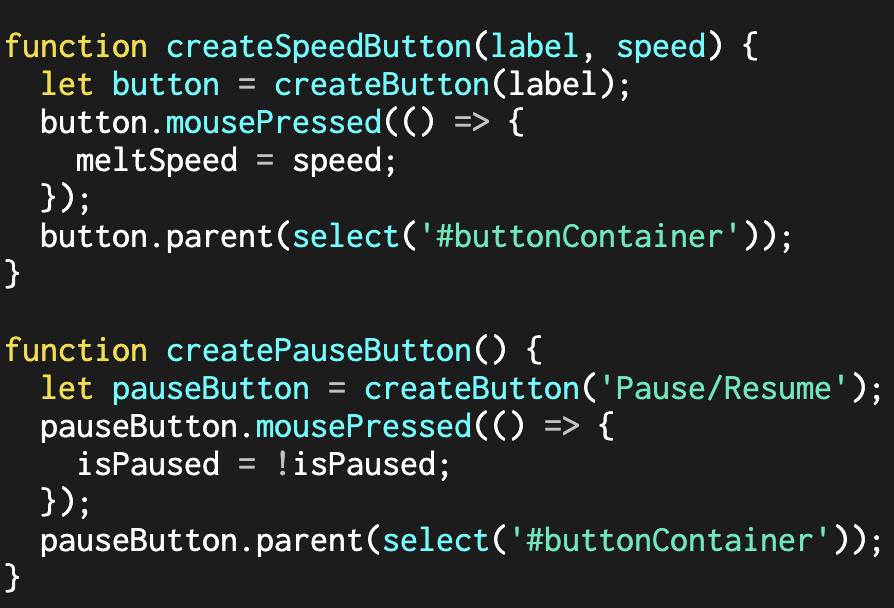 function createSpeedButton(label, speed) {
  let button = createButton(label);
  button.mousePressed(() => {
    meltSpeed = speed;
  });
  button.parent(select('#buttonContainer'));
}

function createPauseButton() {
  let pauseButton = createButton('Pause/Resume');
  pauseButton.mousePressed(() => {
    isPaused = !isPaused;
  });
  pauseButton.parent(select('#buttonContainer'));
}